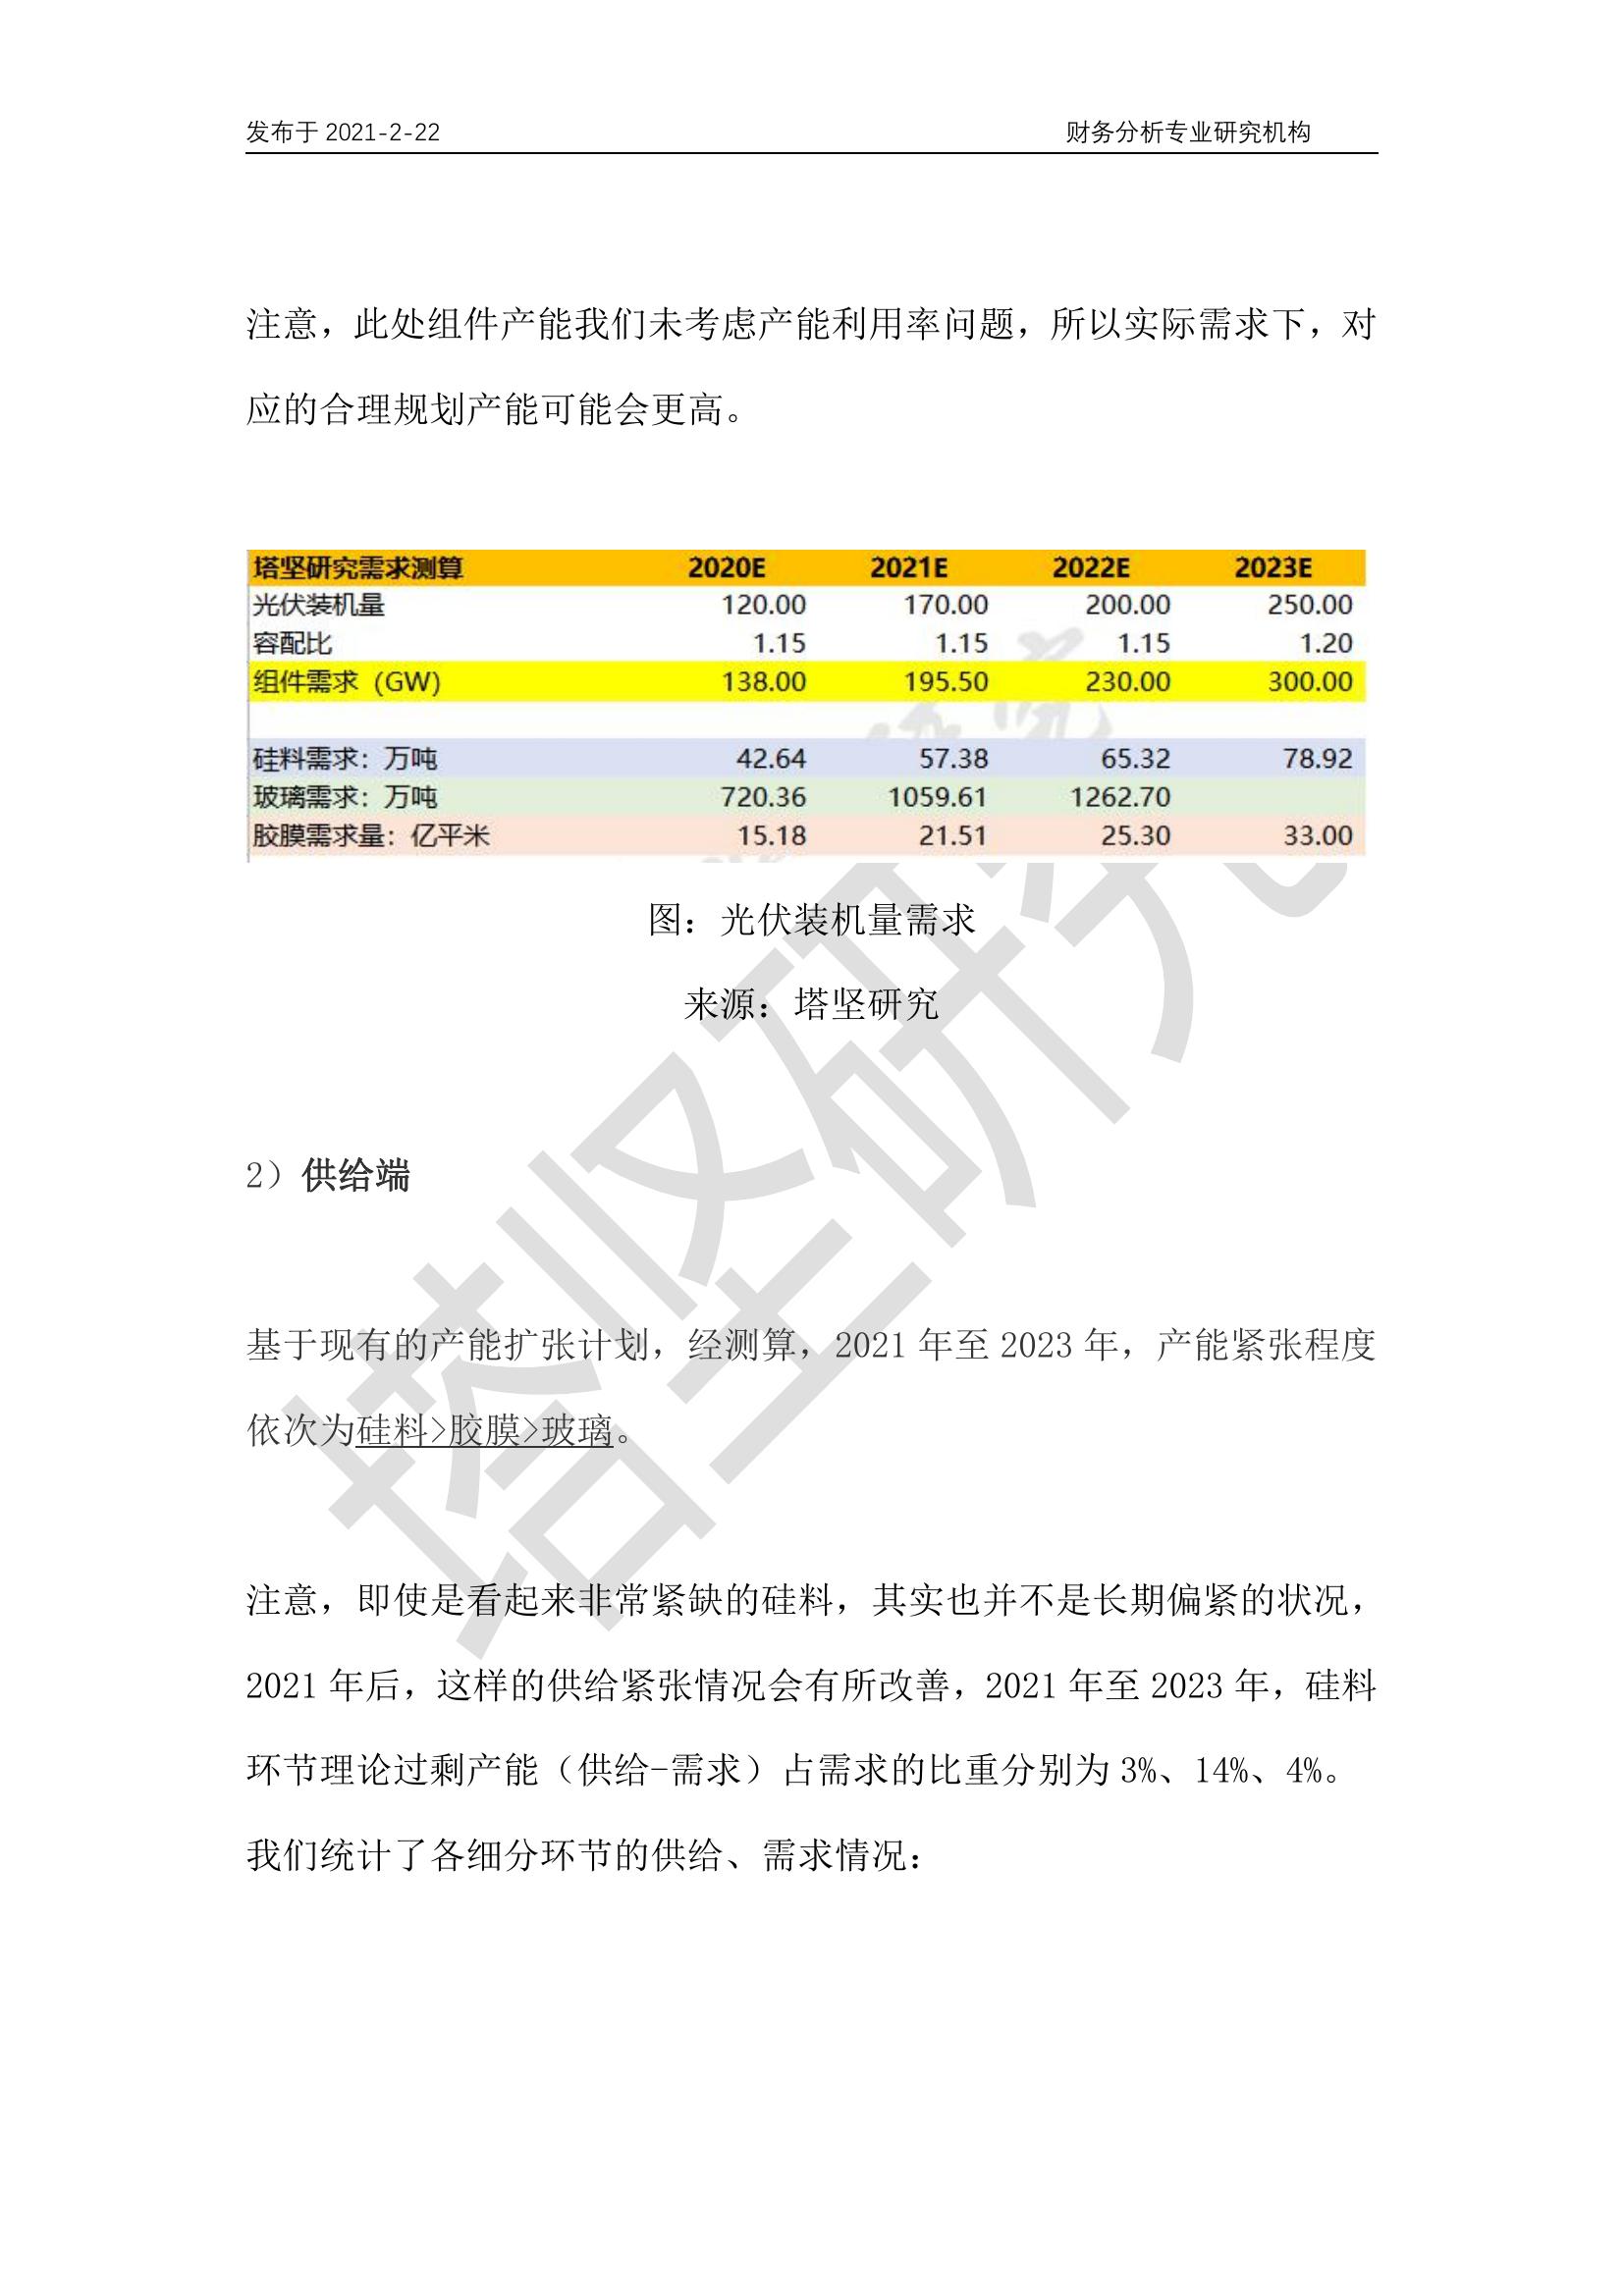 发布于 2021-2-22 财务分析专业研究机构
注意，此处组件产能我们未考虑产能利用率问题，所以实际需求下，对
应的合理规划产能可能会更高。
塔坚研究需求测算 2020E 2021E 2022E 2023E
光伏装机量 120.00 170.00 200.00 250.00
容配比 1.15 1.15 1.15 1.20
组件需求（GW） 138.00 195.50 230.00 300.00
硅料需求：万吨 42.64 57.38 65.32 78.92
玻璃需求：万吨 720.36 1059.61 1262.70
胶膜需求量：亿平米 15.18 21.51 25.30 33.00
图：光伏装机量需求
来源：塔坚研究
2）供给端
基于现有的产能扩张计划，经测算，2021 年至 2023 年，产能紧张程度
依次为硅料>胶膜>玻璃。
注意，即使是看起来非常紧缺的硅料，其实也并不是长期偏紧的状况，
2021 年后，这样的供给紧张情况会有所改善，2021 年至 2023 年，硅料
环节理论过剩产能（供给-需求）占需求的比重分别为 3%、14%、4%。
我们统计了各细分环节的供给、需求情况：
塔坚研究